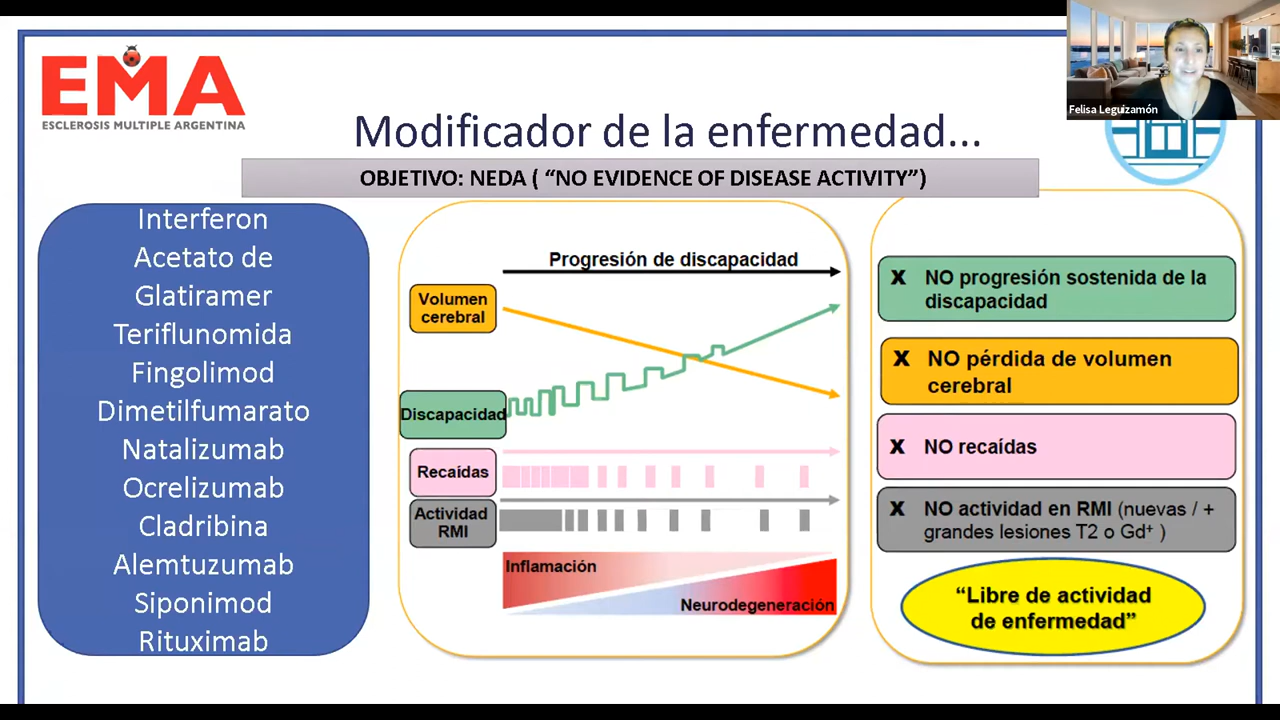 EMA
ESCLEROSIS MULTIPLE ARGENTINA
Felisa Leguizamón
Modificador de la enfermedad...
OBJETIVO: NEDA ( “NO EVIDENCE OF DISEASE ACTIVITY”)
Interferon
Acetato de
Glatiramer
Teriflunomida
Fingolimod
Dimetilfumarato
Natalizumab
Ocrelizumab
Cladribina
Alemtuzumab
Siponimod
Rituximab
Progresión de discapacidad
Volumen
cerebral
Discapacidad
Recaídas
Actividad
RMI
Inflamación
Neurodegeneración
X NO progresión sostenida de la
discapacidad
X NO pérdida de volumen
cerebral
X NO recaídas
X NO actividad en RMI (nuevas / +
grandes lesiones T2 o Gd⁺ )
“Libre de actividad
de enfermedad”